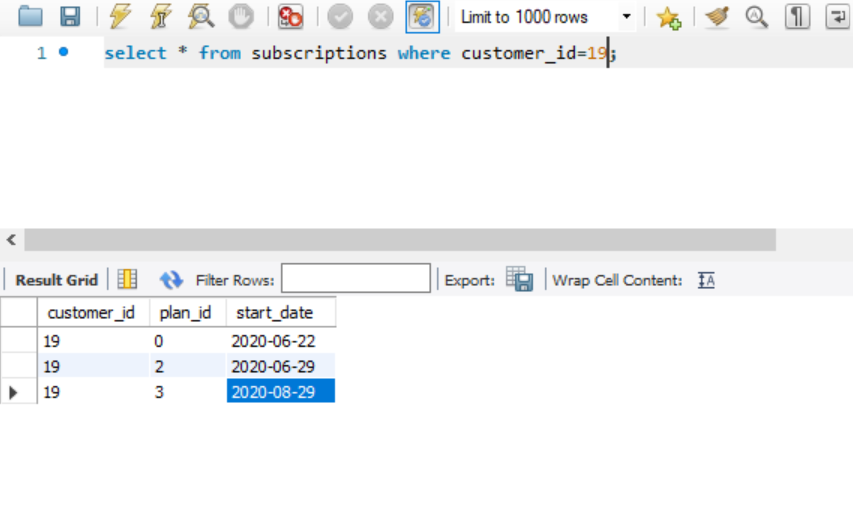 Limit to 1000 rows
1 select * from subscriptions where customer_id=19;
Result Grid Filter Rows: Export: Wrap Cell Content: IA
customer_id plan_id start_date
19 0 2020-06-22
19 2 2020-06-29
19 3 2020-08-29